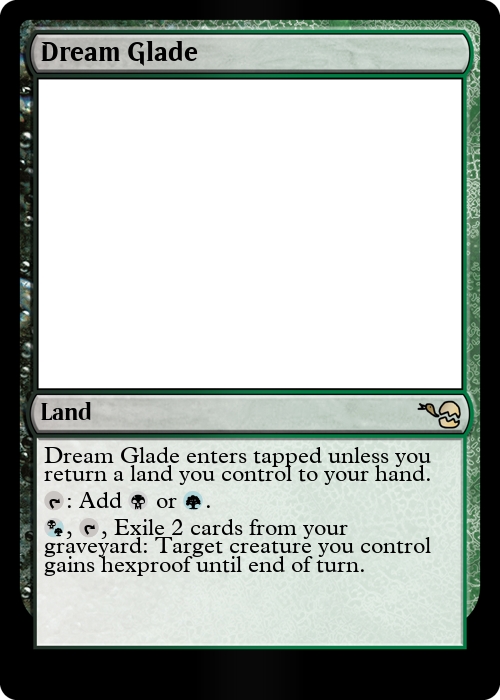 Dream Glade
Land
Dream Glade enters tapped unless you
return a land you control to your hand.
: Add or .
, , Exile 2 cards from your
graveyard: Target creature you control
gains hexproof until end of turn.